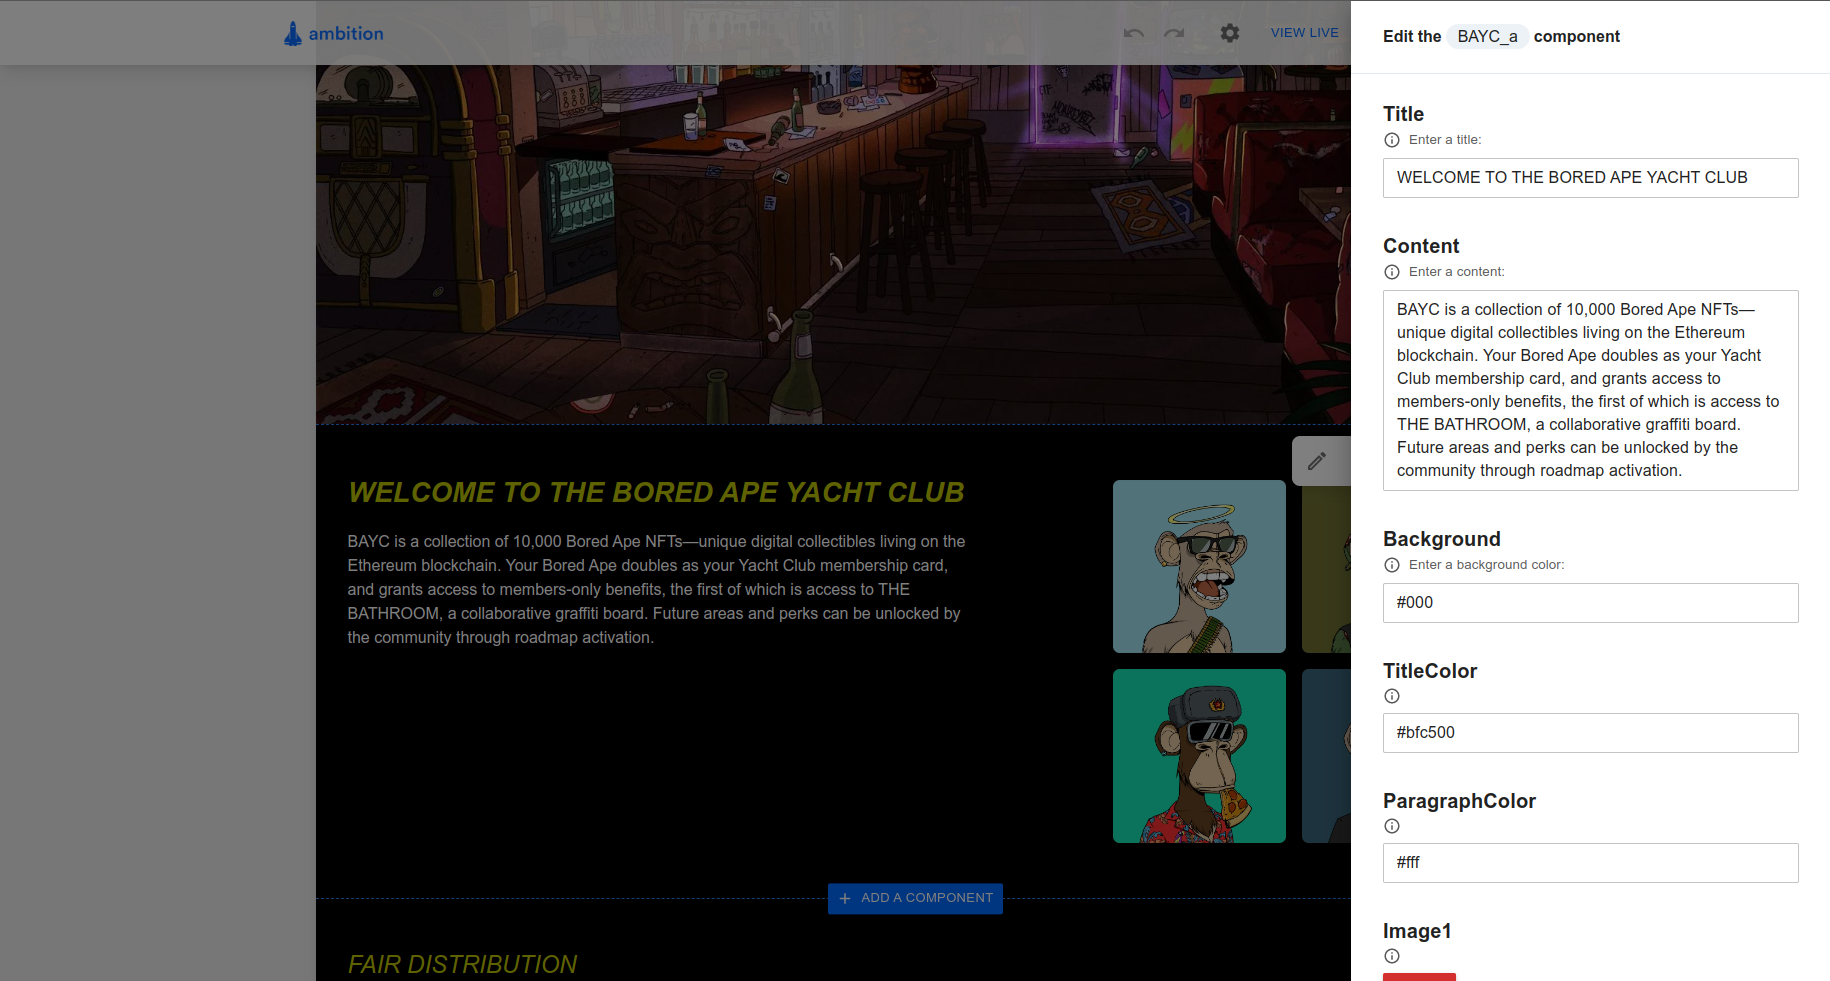 ambition
VIEW LIVE
Edit the BAYC_a component
Title
Enter a title:
WELCOME TO THE BORED APE YACHT CLUB
Content
Enter a content:
BAYC is a collection of 10,000 Bored Ape NFTs—
unique digital collectibles living on the Ethereum
blockchain. Your Bored Ape doubles as your Yacht
Club membership card, and grants access to
members-only benefits, the first of which is access to
THE BATHROOM, a collaborative graffiti board.
Future areas and perks can be unlocked by the
community through roadmap activation.
Background
Enter a background color:
#000
TitleColor
#bfc500
ParagraphColor
#fff
Image1
WELCOME TO THE BORED APE YACHT CLUB
BAYC is a collection of 10,000 Bored Ape NFTs—unique digital collectibles living on the
Ethereum blockchain. Your Bored Ape doubles as your Yacht Club membership card,
and grants access to members-only benefits, the first of which is access to THE
BATHROOM, a collaborative graffiti board. Future areas and perks can be unlocked by
the community through roadmap activation.
+ ADD A COMPONENT
FAIR DISTRIBUTION